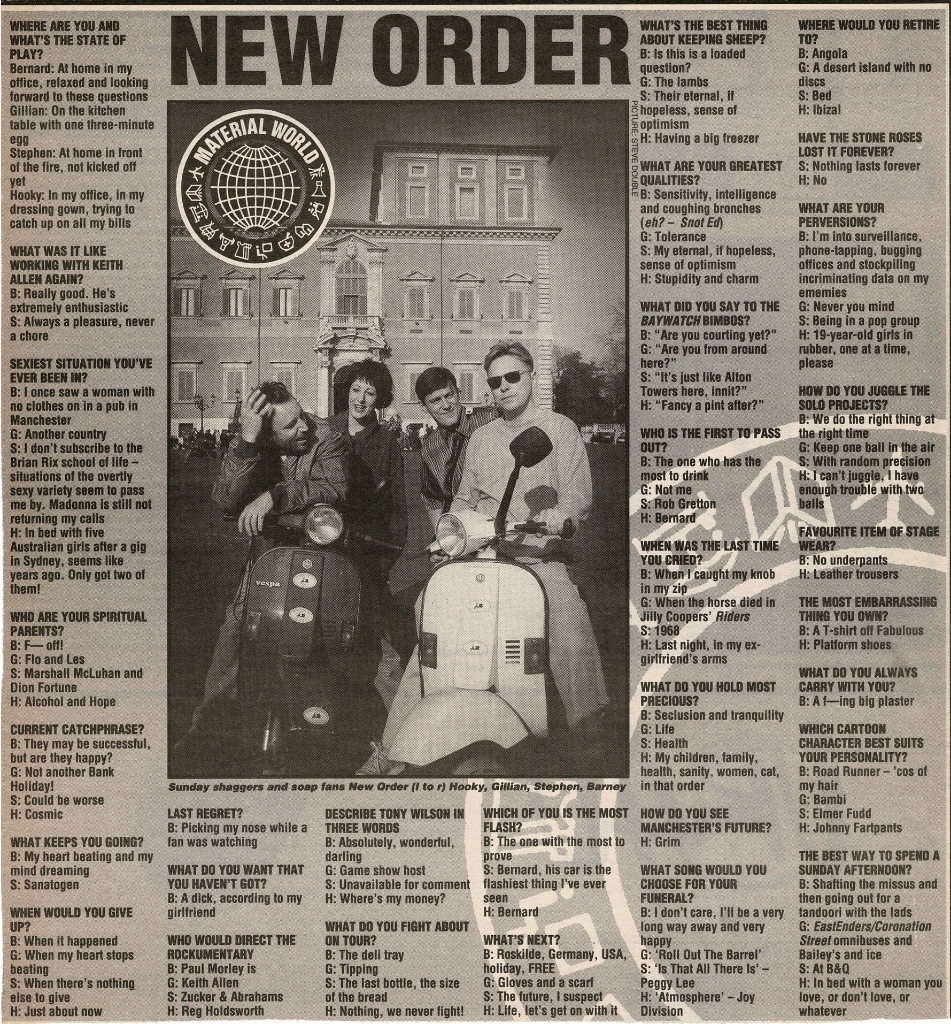 NEW ORDER
MATERIAL WORLD
WHERE ARE YOU AND
WHAT'S THE STATE OF
PLAY?
Bernard: At home in my
office, relaxed and looking
forward to these questions
Gillian: On the kitchen
table with one three-minute
egg
Stephen: At home in front
of the fire, not kicked off
yet
Hooky: In my office, in my
dressing gown, trying to
catch up on all my bills
WHAT WAS IT LIKE
WORKING WITH KEITH
ALLEN AGAIN?
B: Really good. He's
extremely enthusiastic
S: Always a pleasure, never
a chore
SEXIEST SITUATION YOU'VE
EVER BEEN IN?
B: I once saw a woman with
no clothes on in a pub in
Manchester
G: Another country
S: I don't subscribe to the
Brian Rix school of life –
situations of the overtly
sexy variety seem to pass
me by. Madonna is still not
returning my calls
H: In bed with five
Australian girls after a gig
in Sydney, seems like
years ago. Only got two of
them!
WHO ARE YOUR SPIRITUAL
PARENTS?
B: F— off!
G: Flo and Les
S: Marshall McLuhan and
Dion Fortune
H: Alcohol and Hope
CURRENT CATCHPHRASE?
B: They may be successful,
but are they happy?
G: Not another Bank
Holiday!
S: Could be worse
H: Cosmic
WHAT KEEPS YOU GOING?
B: My heart beating and my
mind dreaming
S: Sanatogen
WHEN WOULD YOU GIVE
UP?
B: When it happened
G: When my heart stops
beating
S: When there's nothing
else to give
H: Just about now
PICTURE: STEVE DOUBLE
vespa
Sunday shaggers and soap fans New Order (l to r) Hooky, Gillian, Stephen, Barney
LAST REGRET?
B: Picking my nose while a
fan was watching
WHAT DO YOU WANT THAT
YOU HAVEN'T GOT?
B: A dick, according to my
girlfriend
WHO WOULD DIRECT THE
ROCKUMENTARY
B: Paul Morley is
G: Keith Allen
S: Zucker & Abrahams
H: Reg Holdsworth
DESCRIBE TONY WILSON IN
THREE WORDS
B: Absolutely, wonderful,
darling
G: Game show host
S: Unavailable for comment
H: Where's my money?
WHAT DO YOU FIGHT ABOUT
ON TOUR?
B: The deli tray
G: Tipping
S: The last bottle, the size
of the bread
H: Nothing, we never fight!
WHICH OF YOU IS THE MOST
FLASH?
B: The one with the most to
prove
S: Bernard, his car is the
flashiest thing I've ever
seen
H: Bernard
WHAT'S NEXT?
B: Roskilde, Germany, USA,
holiday, FREE
G: Gloves and a scarf
S: The future, I suspect
H: Life, let's get on with it
WHAT'S THE BEST THING
ABOUT KEEPING SHEEP?
B: Is this is a loaded
question?
G: The lambs
S: Their eternal, if
hopeless, sense of
optimism
H: Having a big freezer
WHAT ARE YOUR GREATEST
QUALITIES?
B: Sensitivity, intelligence
and coughing bronches
(eh? – Snot Ed)
G: Tolerance
S: My eternal, if hopeless,
sense of optimism
H: Stupidity and charm
WHAT DID YOU SAY TO THE
BAYWATCH BIMBOS?
B: "Are you courting yet?"
G: "Are you from around
here?"
S: "It's just like Alton
Towers here, innit?"
H: "Fancy a pint after?"
WHO IS THE FIRST TO PASS
OUT?
B: The one who has the
most to drink
G: Not me
S: Rob Gretton
H: Bernard
WHEN WAS THE LAST TIME
YOU CRIED?
B: When I caught my knob
in my zip
G: When the horse died in
Jilly Coopers' Riders
S: 1968
H: Last night, in my ex-
girlfriend's arms
WHAT DO YOU HOLD MOST
PRECIOUS?
B: Seclusion and tranquility
G: Life
S: Health
H: My children, family,
health, sanity, women, cat,
in that order
HOW DO YOU SEE
MANCHESTER'S FUTURE?
H: Grim
WHAT SONG WOULD YOU
CHOOSE FOR YOUR
FUNERAL?
B: I don't care, I'll be a very
long way away and very
happy
G: 'Roll Out The Barrel'
S: 'Is That All There Is' –
Peggy Lee
H: 'Atmosphere' – Joy
Division
WHERE WOULD YOU RETIRE
TO?
B: Angola
G: A desert island with no
discs
S: Bed
H: Ibiza!
HAVE THE STONE ROSES
LOST IT FOREVER?
S: Nothing lasts forever
H: No
WHAT ARE YOUR
PERVERSIONS?
B: I'm into surveillance,
phone-tapping, bugging
offices and stockpiling
incriminating data on my
ememies
G: Never you mind
S: Being in a pop group
H: 19-year-old girls in
rubber, one at a time,
please
HOW DO YOU JUGGLE THE
SOLO PROJECTS?
B: We do the right thing at
the right time
G: Keep one ball in the air
S: With random precision
H: I can't juggle, I have
enough trouble with two
balls
FAVOURITE ITEM OF STAGE
WEAR?
B: No underpants
H: Leather trousers
THE MOST EMBARRASSING
THING YOU OWN?
B: A T-shirt off Fabulous
H: Platform shoes
WHAT DO YOU ALWAYS
CARRY WITH YOU?
B: A f—ing big plaster
WHICH CARTOON
CHARACTER BEST SUITS
YOUR PERSONALITY?
B: Road Runner – 'cos of
my hair
G: Bambi
S: Elmer Fudd
H: Johnny Fartpants
THE BEST WAY TO SPEND A
SUNDAY AFTERNOON?
B: Shafting the missus and
then going out for a
tandoori with the lads
G: EastEnders/Coronation
Street omnibuses and
Bailey's and ice
S: At B&Q
H: In bed with a woman you
love, or don't love, or
whatever